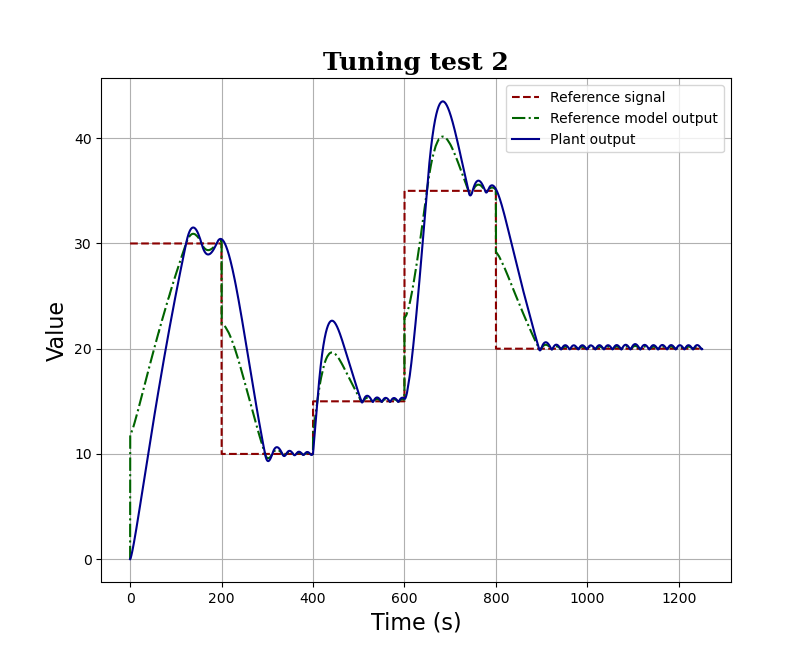 Tuning test 2
Reference signal
Reference model output
Plant output
Value
40
30
20
10
0
0 200 400 600 800 1000 1200
Time (s)